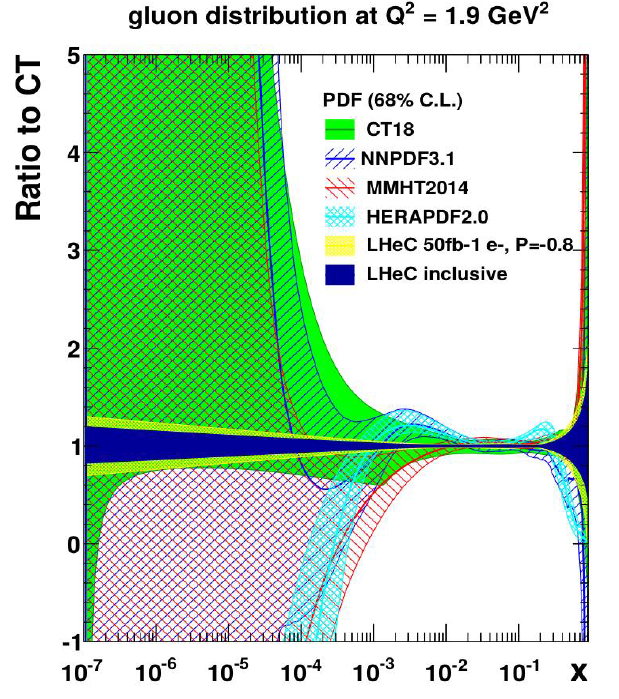 gluon distribution at Q² = 1.9 GeV²
Ratio to CT
5
4
3
2
1
0
-1
PDF (68% C.L.)
CT18
NNPDF3.1
MMHT2014
HERAPDF2.0
LHeC 50fb-1 e-, P=-0.8
LHeC inclusive
10⁻⁷ 10⁻⁶ 10⁻⁵ 10⁻⁴ 10⁻³ 10⁻² 10⁻¹ x